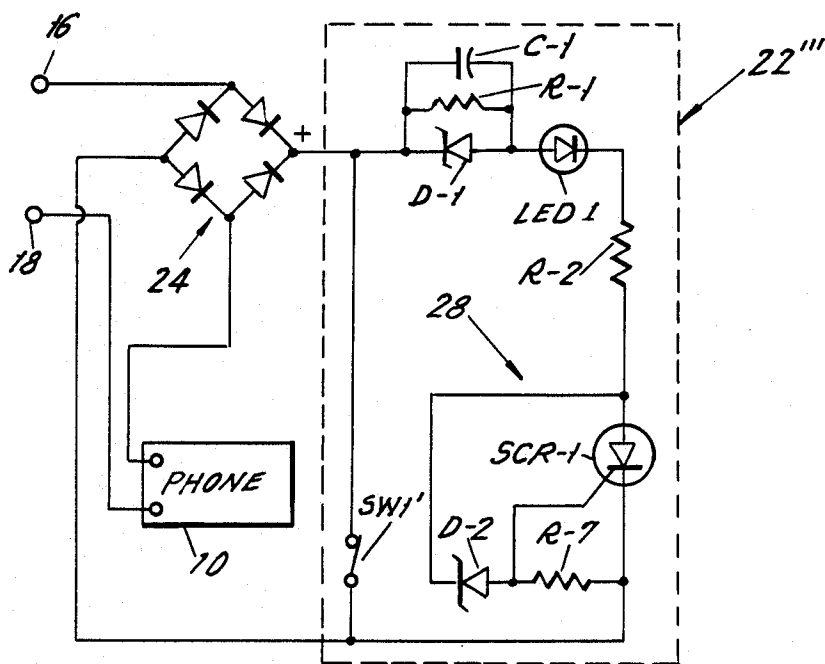 16
C-1
22'''
R-1
+
D-1
LED 1
18
24
R-2
28
SCR-1
PHONE
SW1'
D-2
R-7
10